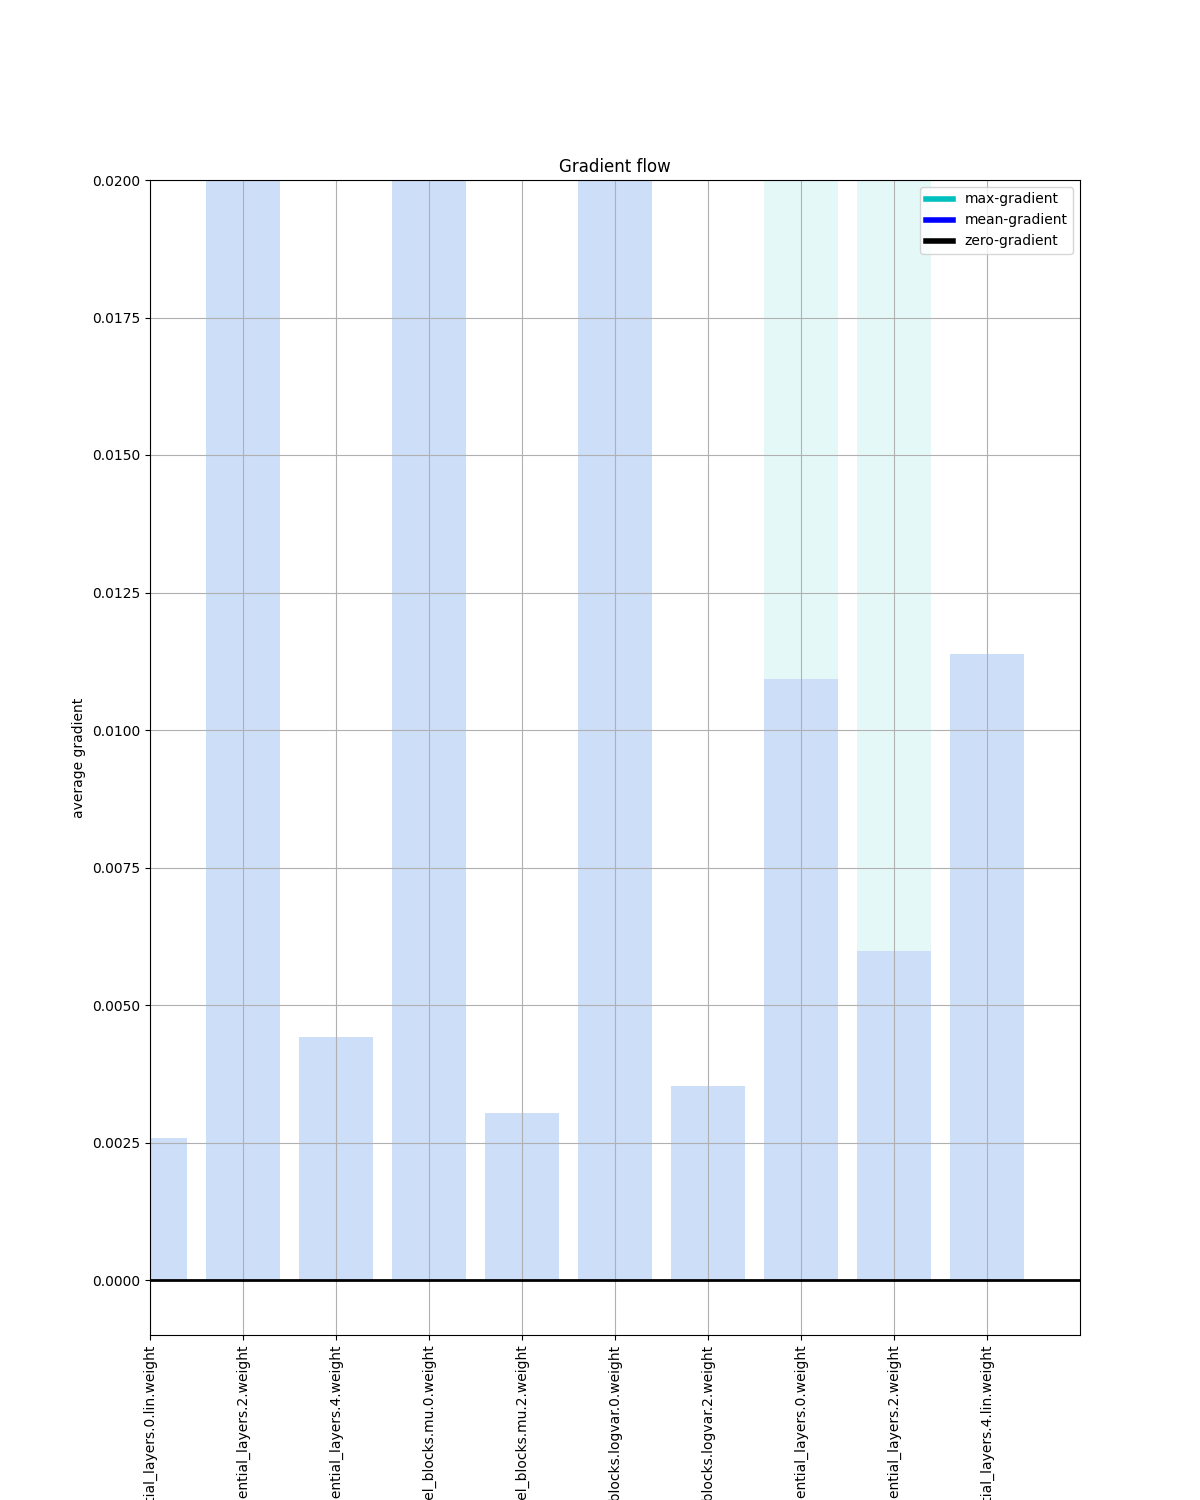 Gradient flow
max-gradient
mean-gradient
zero-gradient
0.0200
0.0175
0.0150
0.0125
0.0100
0.0075
0.0050
0.0025
0.0000
average gradient
tial_layers.0.lin.weight
ential_layers.2.weight
ential_layers.4.weight
el_blocks.mu.0.weight
el_blocks.mu.2.weight
blocks.logvar.0.weight
blocks.logvar.2.weight
ential_layers.0.weight
ential_layers.2.weight
tial_layers.4.lin.weight